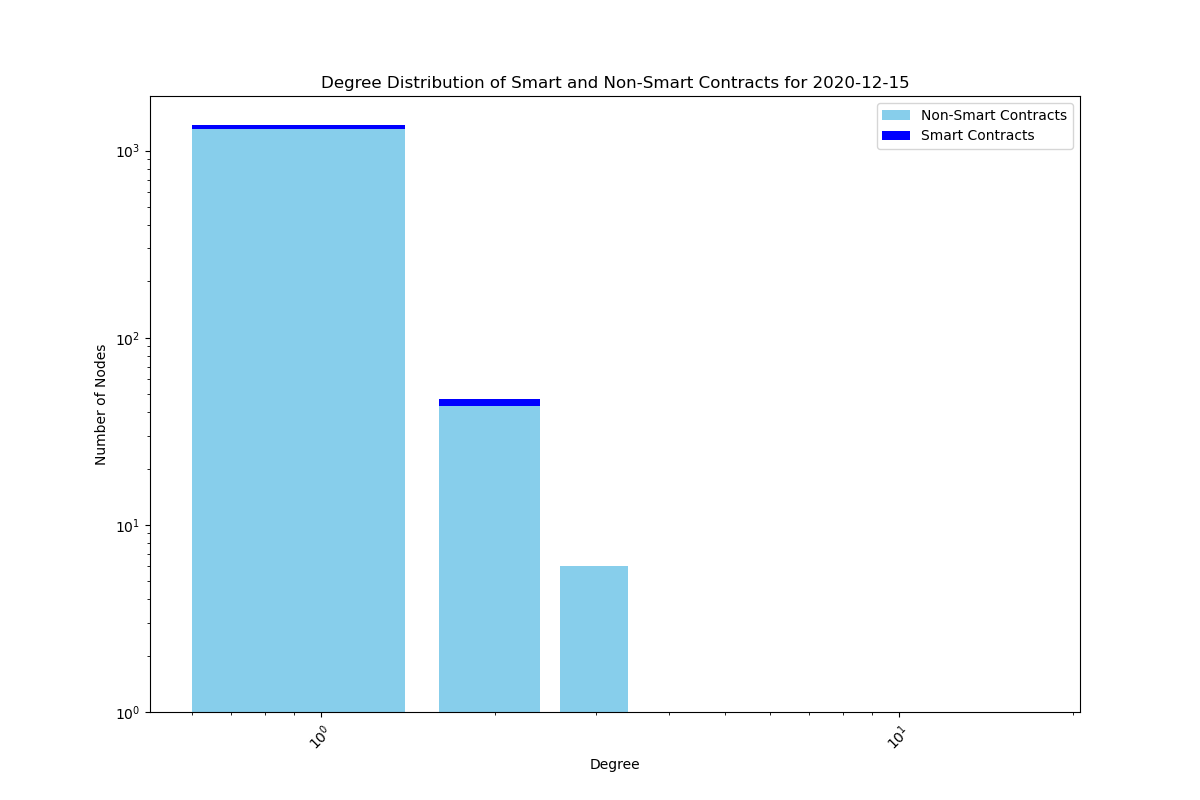 Degree Distribution of Smart and Non-Smart Contracts for 2020-12-15
Non-Smart Contracts
Smart Contracts
Number of Nodes
10³
10²
10¹
10⁰
10⁰ 10¹
Degree